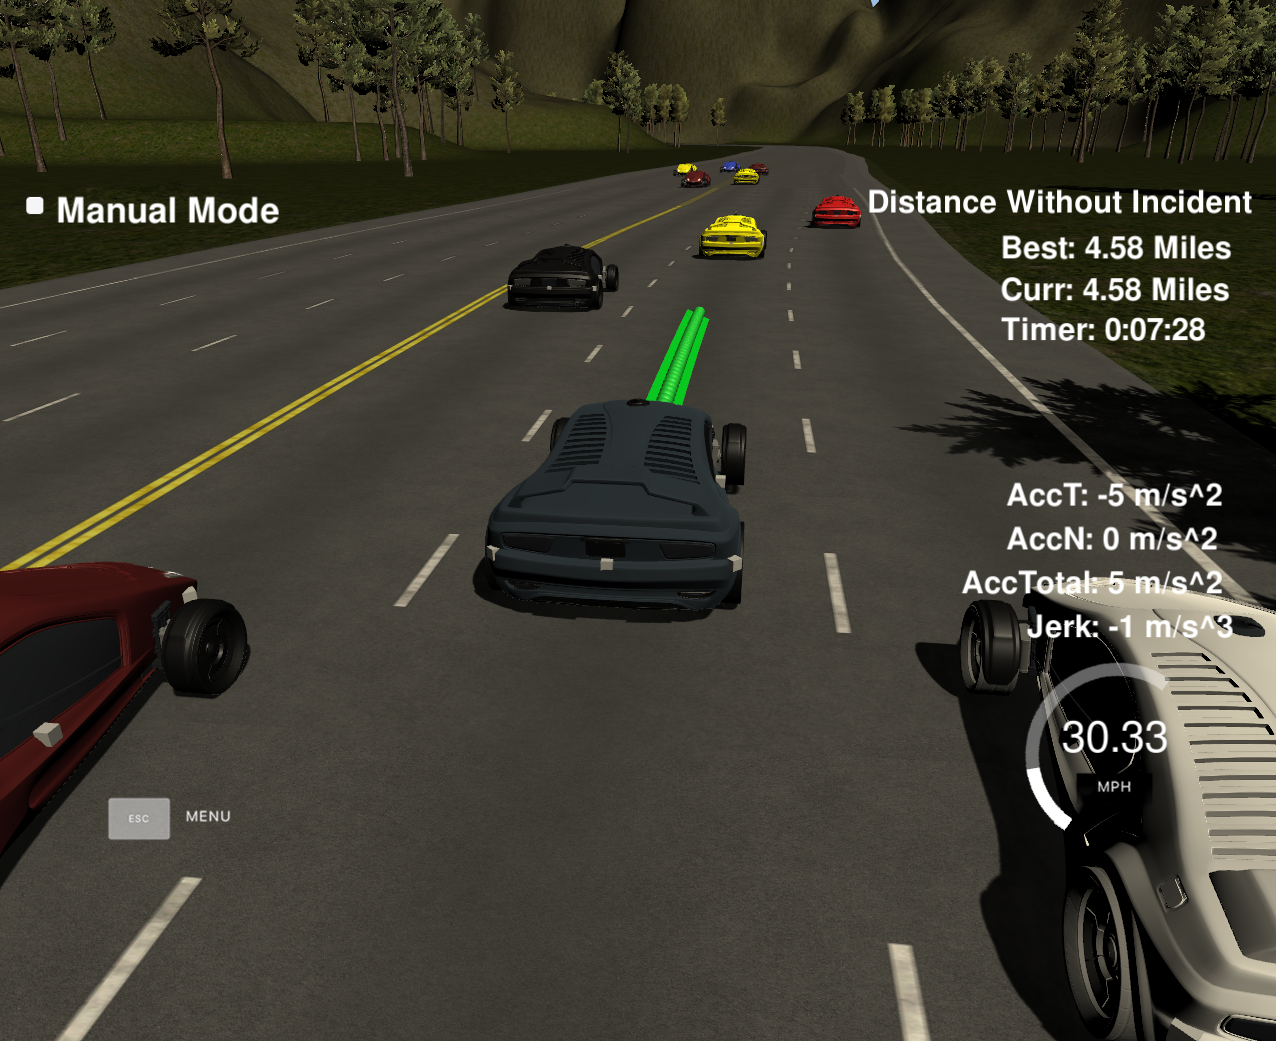 Manual Mode
Distance Without Incident
Best: 4.58 Miles
Curr: 4.58 Miles
Timer: 0:07:28
AccT: -5 m/s^2
AccN: 0 m/s^2
AccTotal: 5 m/s^2
Jerk: -1 m/s^3
30.33
MPH
ESC MENU